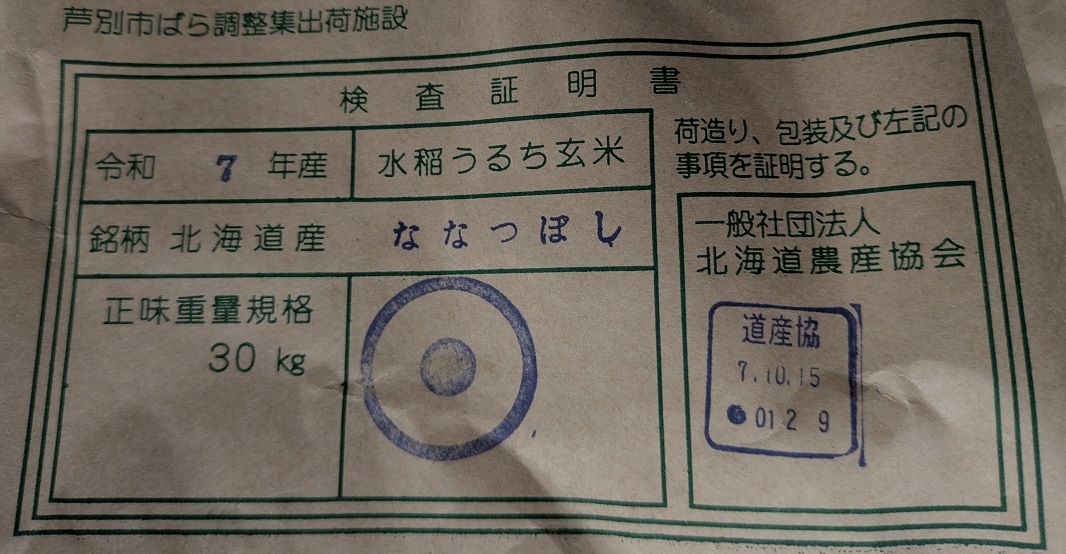 芦別市ばら調整集出荷施設
検査証明書
令和 7 年産
水稲うるち玄米
銘柄 北海道産 ななつぼし
正味重量規格
30 kg
荷造り、包装及び左記の
事項を証明する。
一般社団法人
北海道農産協会
道産協
7.10.15
012 9